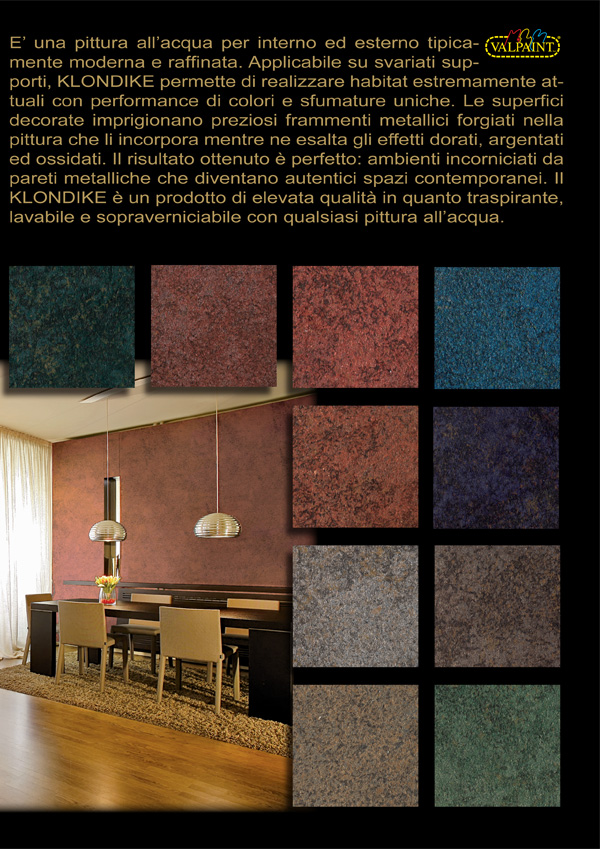 E’ una pittura all’acqua per interno ed esterno tipica-
mente moderna e raffinata. Applicabile su svariati sup-
porti, KLONDIKE permette di realizzare habitat estremamente at-
tuali con performance di colori e sfumature uniche. Le superfici
decorate imprigionano preziosi frammenti metallici forgiati nella
pittura che li incorpora mentre ne esalta gli effetti dorati, argentati
ed ossidati. Il risultato ottenuto è perfetto: ambienti incorniciati da
pareti metalliche che diventano autentici spazi contemporanei. Il
KLONDIKE è un prodotto di elevata qualità in quanto traspirante,
lavabile e sopraverniciabile con qualsiasi pittura all’acqua.
VALPAINT